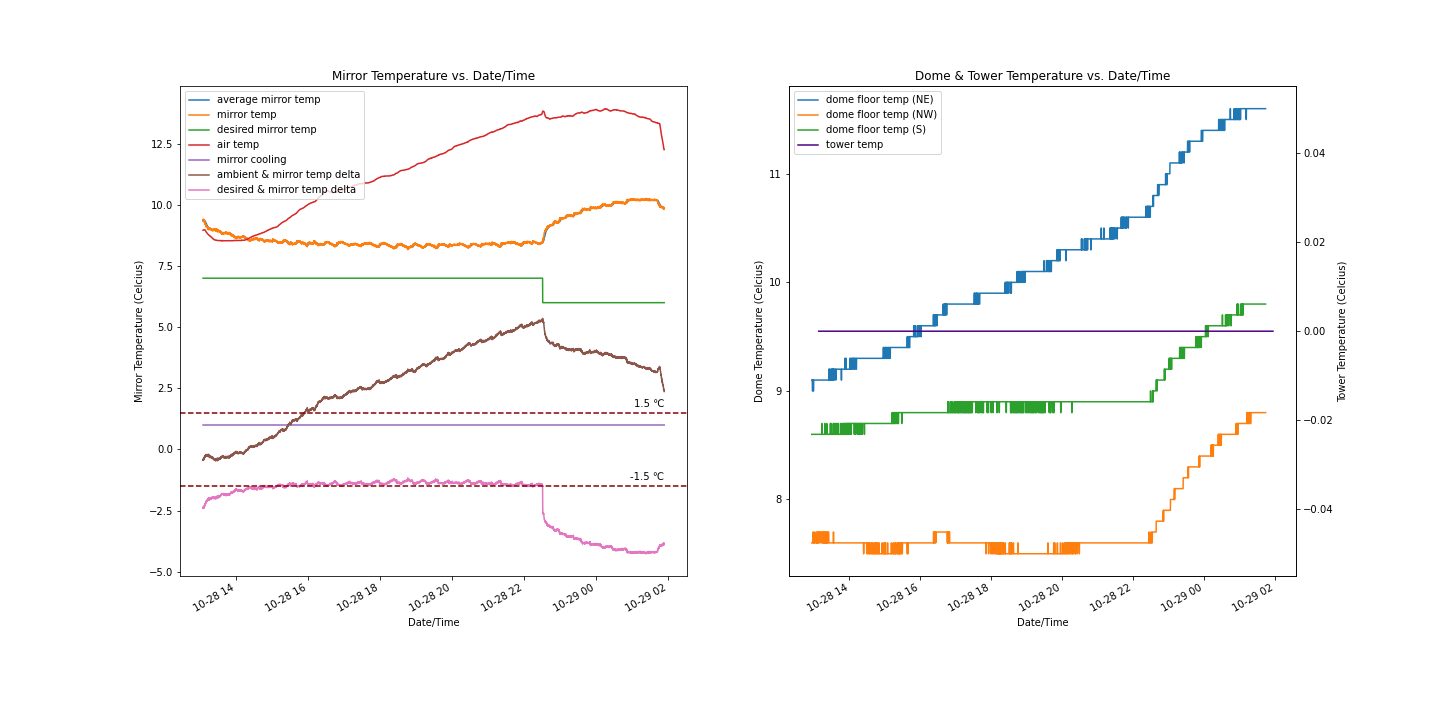 Mirror Temperature vs. Date/Time
average mirror temp
mirror temp
desired mirror temp
air temp
mirror cooling
ambient & mirror temp delta
desired & mirror temp delta
12.5
10.0
7.5
5.0
2.5
0.0
−2.5
−5.0
Mirror Temperature (Celcius)
1.5 °C
-1.5 °C
10-28 14
10-28 16
10-28 18
10-28 20
10-28 22
10-29 00
10-29 02
Date/Time
Dome & Tower Temperature vs. Date/Time
dome floor temp (NE)
dome floor temp (NW)
dome floor temp (S)
tower temp
11
10
9
8
Dome Temperature (Celcius)
0.04
0.02
0.00
−0.02
−0.04
Tower Temperature (Celcius)
10-28 14
10-28 16
10-28 18
10-28 20
10-28 22
10-29 00
10-29 02
Date/Time